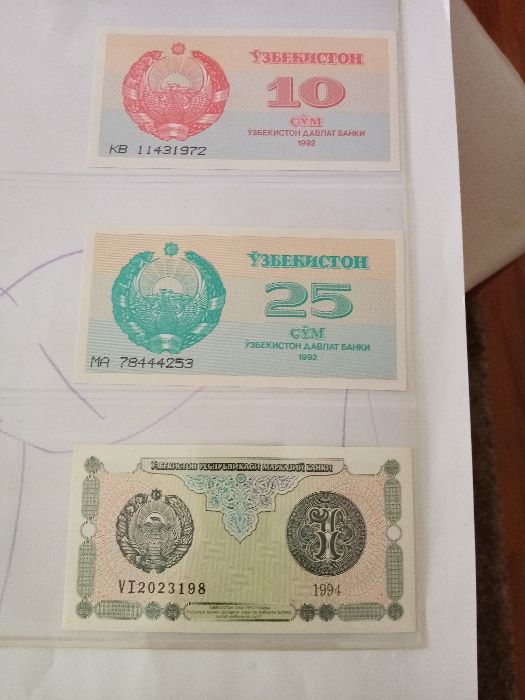 ЎЗБЕКИСТОН
10
СЎМ
ЎЗБЕКИСТОН ДАВЛАТ БАНКИ
1992
КВ 11431972
ЎЗБЕКИСТОН
25
СЎМ
ЎЗБЕКИСТОН ДАВЛАТ БАНКИ
1992
МА 78444253
ЎЗБЕКИСТОН РЕСПУБЛИКАСИ МАРКАЗИЙ БАНКИ
1
VI2023198
1994